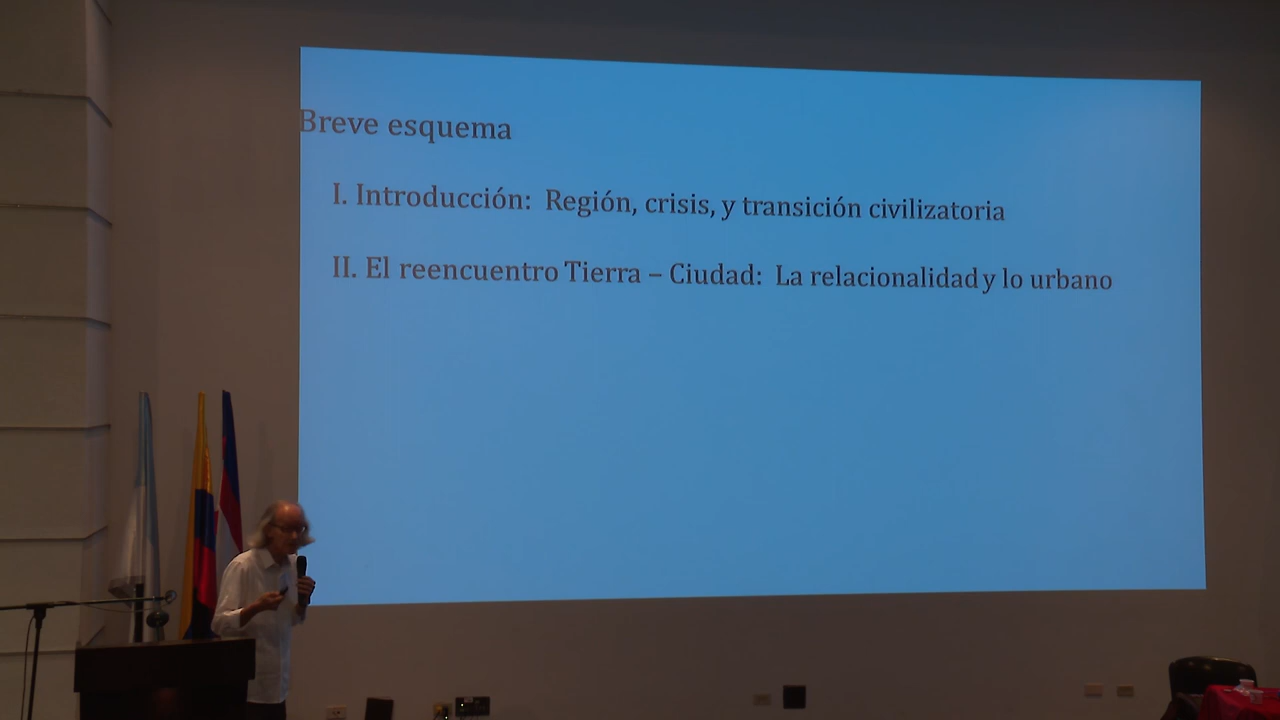 Breve esquema
I. Introducción: Región, crisis, y transición civilizatoria
II. El reencuentro Tierra – Ciudad: La relacionalidad y lo urbano